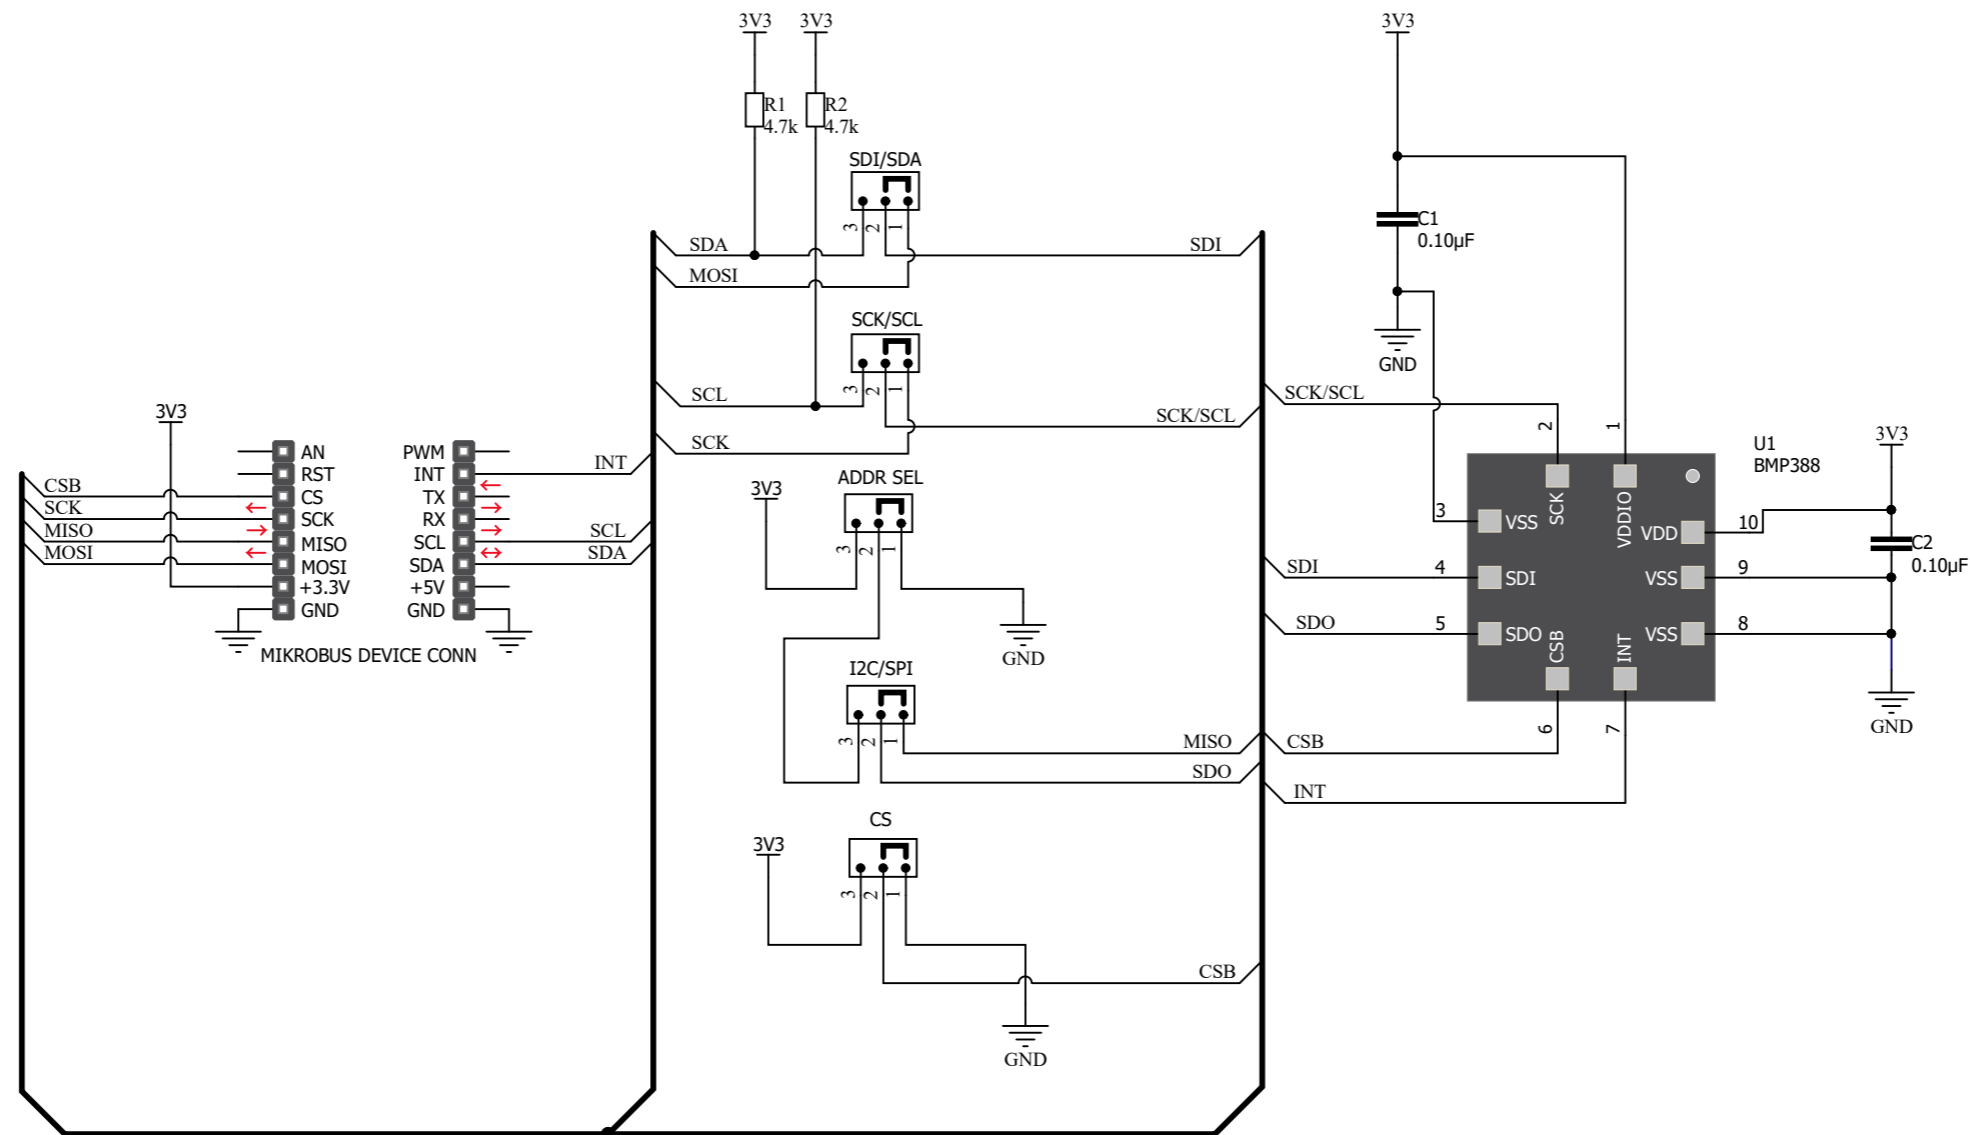 3V3
3V3
R1
4.7k
R2
4.7k
SDI/SDA
3
2
1
SDA
MOSI
SDI
SCK/SCL
3
2
1
SCL
SCK/SCL
SCK
3V3
C1
0.10µF
GND
SCK/SCL
3V3
AN
RST
CS
SCK
MISO
MOSI
+3.3V
GND
CSB
SCK
MISO
MOSI
PWM
INT
TX
RX
SCL
SDA
+5V
GND
INT
SCL
SDA
MIKROBUS DEVICE CONN
3V3
ADDR SEL
3
2
1
GND
I2C/SPI
3
2
1
MISO
SDO
CS
3V3
3
2
1
CSB
GND
U1
BMP388
2
1
SCK
VDDIO
3
VSS
4
SDI
SDI
5
SDO
SDO
CSB
INT
6
7
CSB
INT
VDD
10
VSS
9
VSS
8
3V3
C2
0.10µF
GND